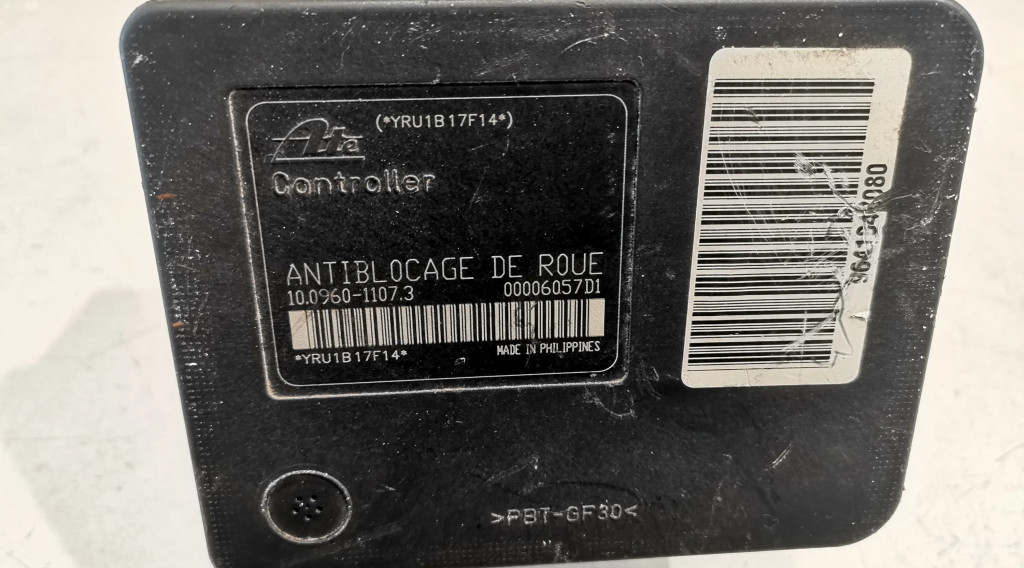 Ate
(*YRU1B17F14*)
Controller
ANTIBLOCAGE DE ROUE
10.0960-1107.3
00006057D1
*YRU1B17F14*
MADE IN PHILIPPINES
>PBT-GF30<